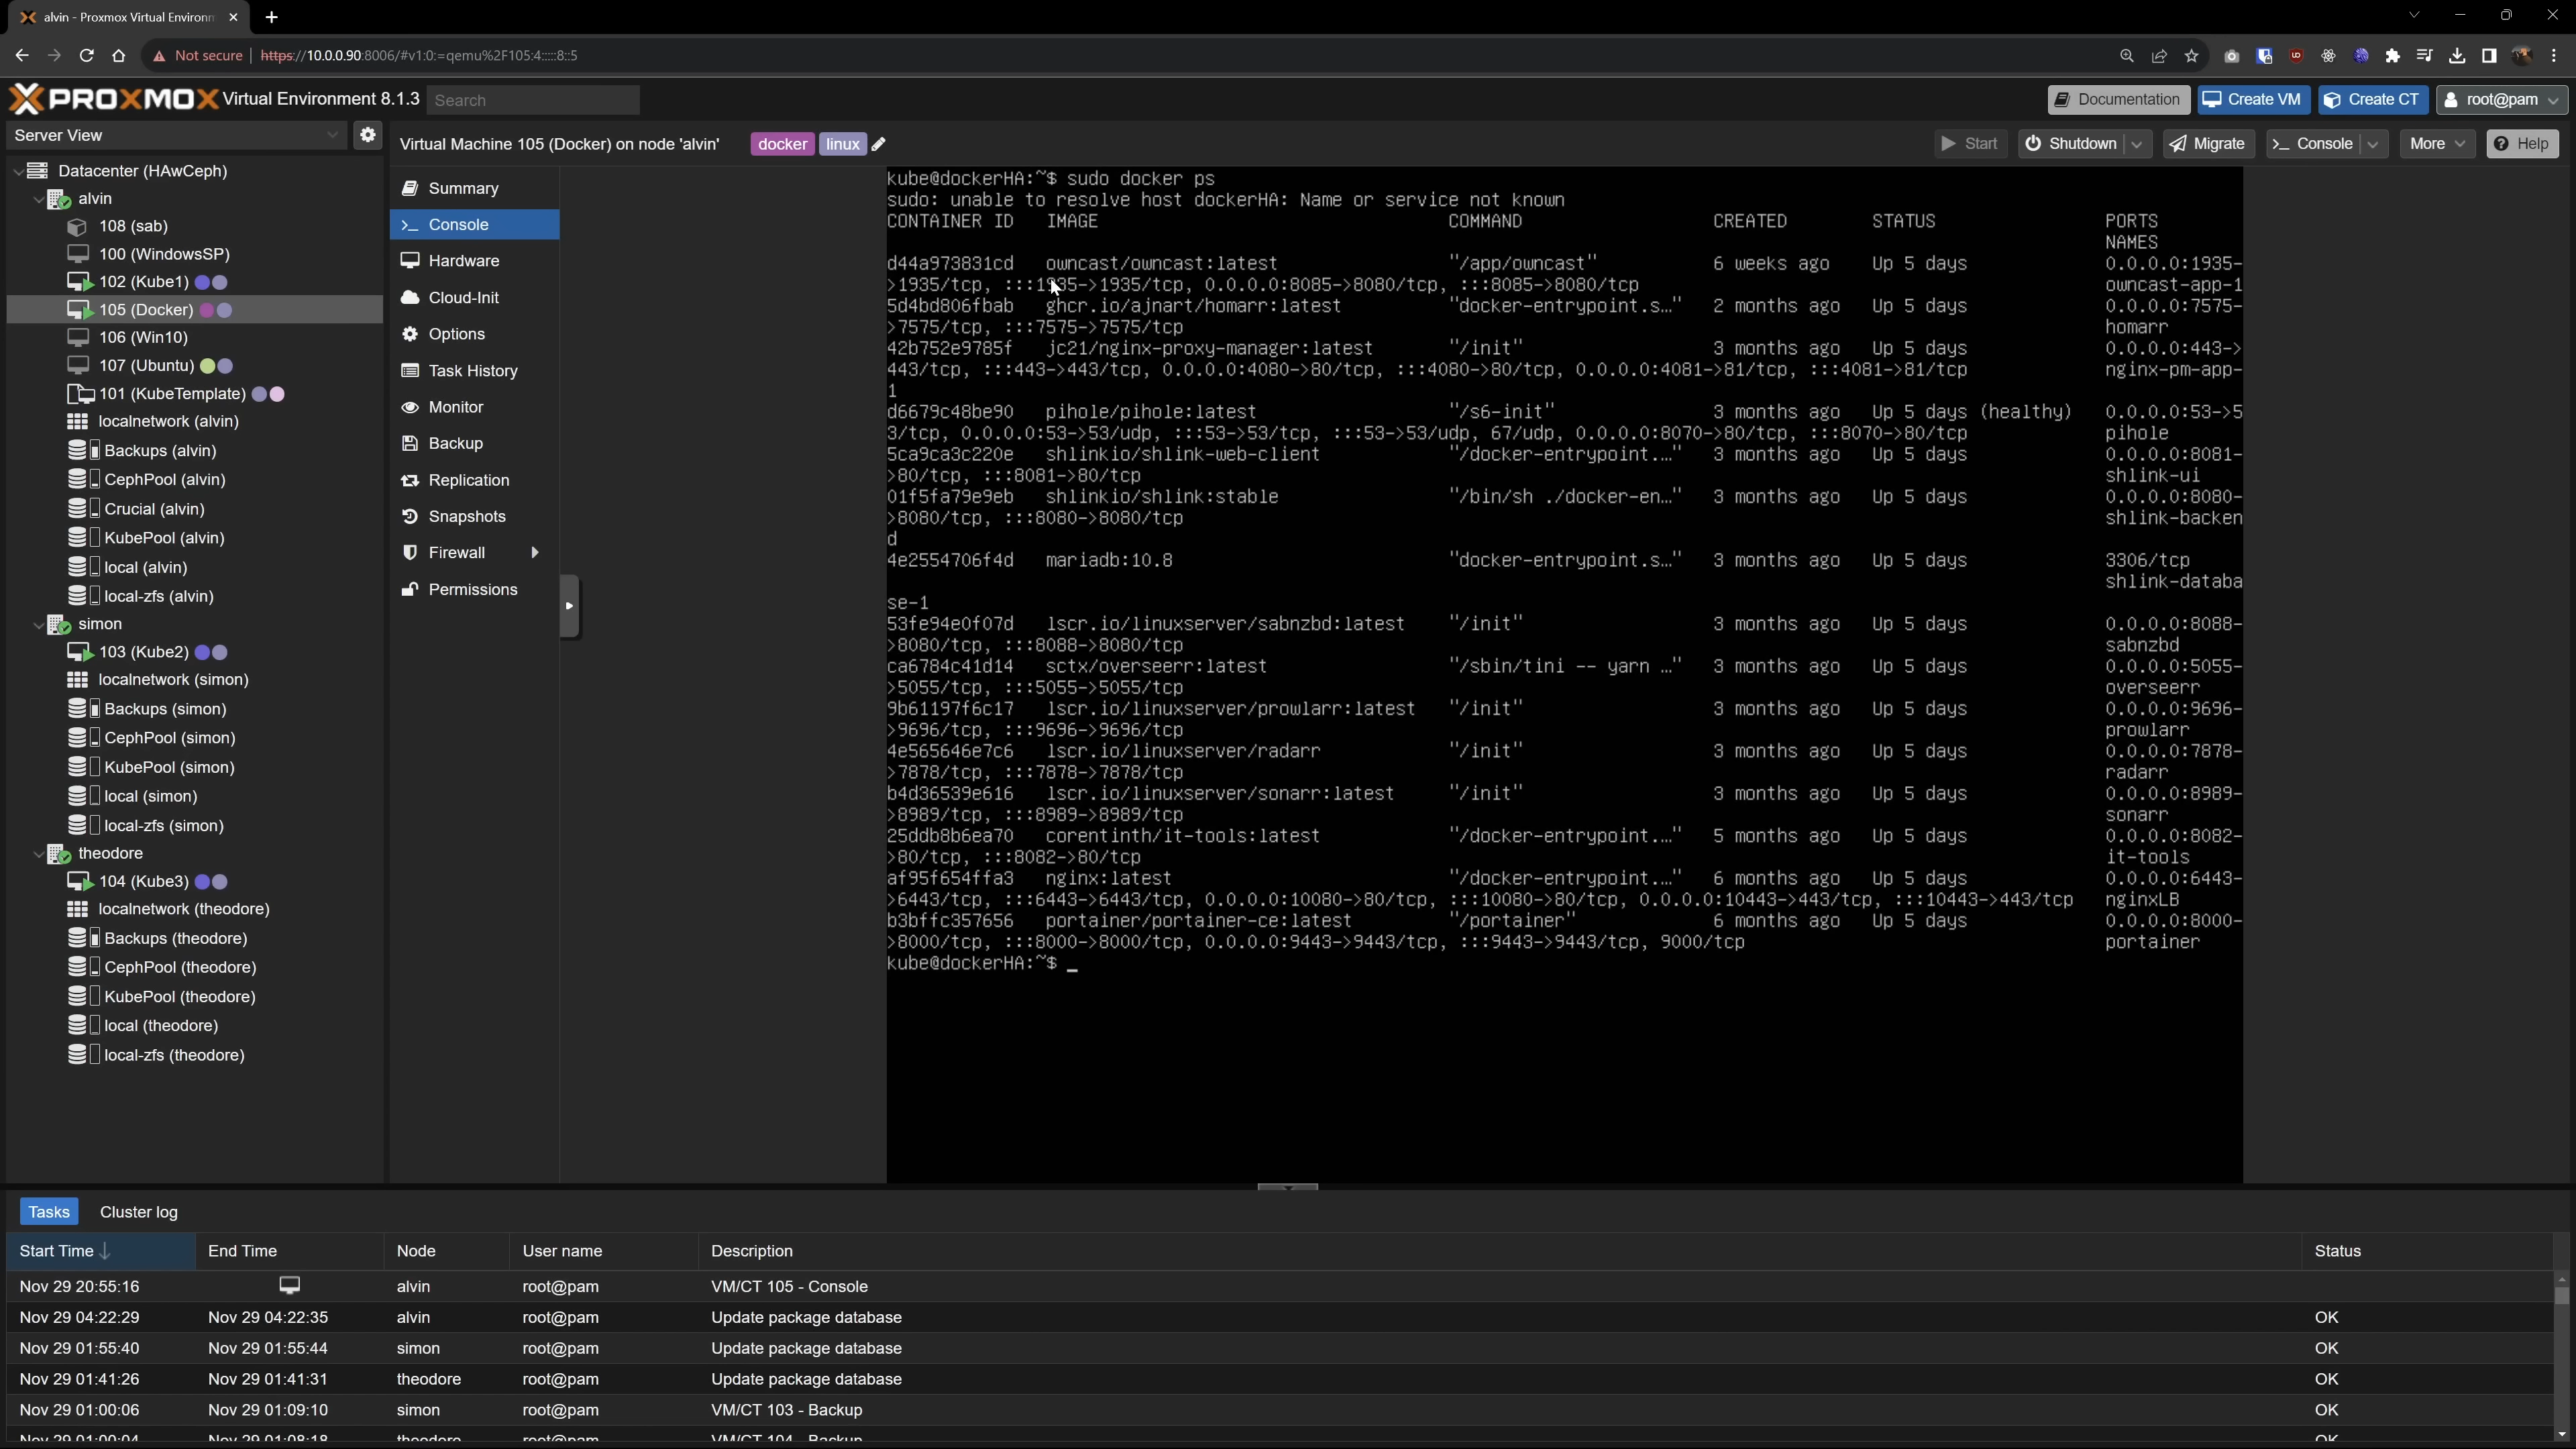 alvin - Proxmox Virtual Environm
Not secure
https://10.0.0.90:8006/#v1:0:=qemu%2F105:4:::::8::5
PROXMOX Virtual Environment 8.1.3
Search
Documentation
Create VM
Create CT
root@pam
Server View
Datacenter (HAwCeph)
alvin
108 (sab)
100 (WindowsSP)
102 (Kube1)
105 (Docker)
106 (Win10)
107 (Ubuntu)
101 (KubeTemplate)
localnetwork (alvin)
Backups (alvin)
CephPool (alvin)
Crucial (alvin)
KubePool (alvin)
local (alvin)
local-zfs (alvin)
simon
103 (Kube2)
localnetwork (simon)
Backups (simon)
CephPool (simon)
KubePool (simon)
local (simon)
local-zfs (simon)
theodore
104 (Kube3)
localnetwork (theodore)
Backups (theodore)
CephPool (theodore)
KubePool (theodore)
local (theodore)
local-zfs (theodore)
Virtual Machine 105 (Docker) on node 'alvin'
docker
linux
Start
Shutdown
Migrate
Console
More
Help
Summary
Console
Hardware
Cloud-Init
Options
Task History
Monitor
Backup
Replication
Snapshots
Firewall
Permissions
kube@dockerHA:~$ sudo docker ps
sudo: unable to resolve host dockerHA: Name or service not known
CONTAINER ID IMAGE COMMAND CREATED STATUS PORTS
NAMES
d44a973831cd owncast/owncast:latest "/app/owncast" 6 weeks ago Up 5 days 0.0.0.0:1935-
>1935/tcp, :::1935->1935/tcp, 0.0.0.0:8085->8080/tcp, :::8085->8080/tcp owncast-app-1
5d4bd806fbab ghcr.io/ajnart/homarr:latest "docker-entrypoint.s…" 2 months ago Up 5 days 0.0.0.0:7575-
>7575/tcp, :::7575->7575/tcp homarr
42b752e9785f jc21/nginx-proxy-manager:latest "/init" 3 months ago Up 5 days 0.0.0.0:443->
443/tcp, :::443->443/tcp, 0.0.0.0:4080->80/tcp, :::4080->80/tcp, 0.0.0.0:4081->81/tcp, :::4081->81/tcp nginx-pm-app-
1
d6679c48be90 pihole/pihole:latest "/s6-init" 3 months ago Up 5 days (healthy) 0.0.0.0:53->5
3/tcp, 0.0.0.0:53->53/udp, :::53->53/tcp, :::53->53/udp, 67/udp, 0.0.0.0:8070->80/tcp, :::8070->80/tcp pihole
5ca9ca3c220e shlinkio/shlink-web-client "/docker-entrypoint.…" 3 months ago Up 5 days 0.0.0.0:8081-
>80/tcp, :::8081->80/tcp shlink-ui
01f5fa79e9eb shlinkio/shlink:stable "/bin/sh ./docker-en…" 3 months ago Up 5 days 0.0.0.0:8080-
>8080/tcp, :::8080->8080/tcp shlink-backen
d
4e2554706f4d mariadb:10.8 "docker-entrypoint.s…" 3 months ago Up 5 days 3306/tcp
shlink-databa
se-1
53fe94e0f07d lscr.io/linuxserver/sabnzbd:latest "/init" 3 months ago Up 5 days 0.0.0.0:8088-
>8080/tcp, :::8088->8080/tcp sabnzbd
ca6784c41d14 sctx/overseerr:latest "/sbin/tini -- yarn …" 3 months ago Up 5 days 0.0.0.0:5055-
>5055/tcp, :::5055->5055/tcp overseerr
9b61197f6c17 lscr.io/linuxserver/prowlarr:latest "/init" 3 months ago Up 5 days 0.0.0.0:9696-
>9696/tcp, :::9696->9696/tcp prowlarr
4e565646e7c6 lscr.io/linuxserver/radarr "/init" 3 months ago Up 5 days 0.0.0.0:7878-
>7878/tcp, :::7878->7878/tcp radarr
b4d36539e616 lscr.io/linuxserver/sonarr:latest "/init" 3 months ago Up 5 days 0.0.0.0:8989-
>8989/tcp, :::8989->8989/tcp sonarr
25ddb8b6ea70 corentinth/it-tools:latest "/docker-entrypoint.…" 5 months ago Up 5 days 0.0.0.0:8082-
>80/tcp, :::8082->80/tcp it-tools
af95f654ffa3 nginx:latest "/docker-entrypoint.…" 6 months ago Up 5 days 0.0.0.0:6443-
>6443/tcp, :::6443->6443/tcp, 0.0.0.0:10080->80/tcp, :::10080->80/tcp, 0.0.0.0:10443->443/tcp, :::10443->443/tcp nginxLB
b3bffc357656 portainer/portainer-ce:latest "/portainer" 6 months ago Up 5 days 0.0.0.0:8000-
>8000/tcp, :::8000->8000/tcp, 0.0.0.0:9443->9443/tcp, :::9443->9443/tcp, 9000/tcp portainer
kube@dockerHA:~$ _
Tasks
Cluster log
Start Time End Time Node User name Description Status
Nov 29 20:55:16 alvin root@pam VM/CT 105 - Console
Nov 29 04:22:29 Nov 29 04:22:35 alvin root@pam Update package database OK
Nov 29 01:55:40 Nov 29 01:55:44 simon root@pam Update package database OK
Nov 29 01:41:26 Nov 29 01:41:31 theodore root@pam Update package database OK
Nov 29 01:00:06 Nov 29 01:09:10 simon root@pam VM/CT 103 - Backup OK
Nov 29 01:00:04 Nov 29 01:08:18 theodore root@pam VM/CT 104 - Backup OK